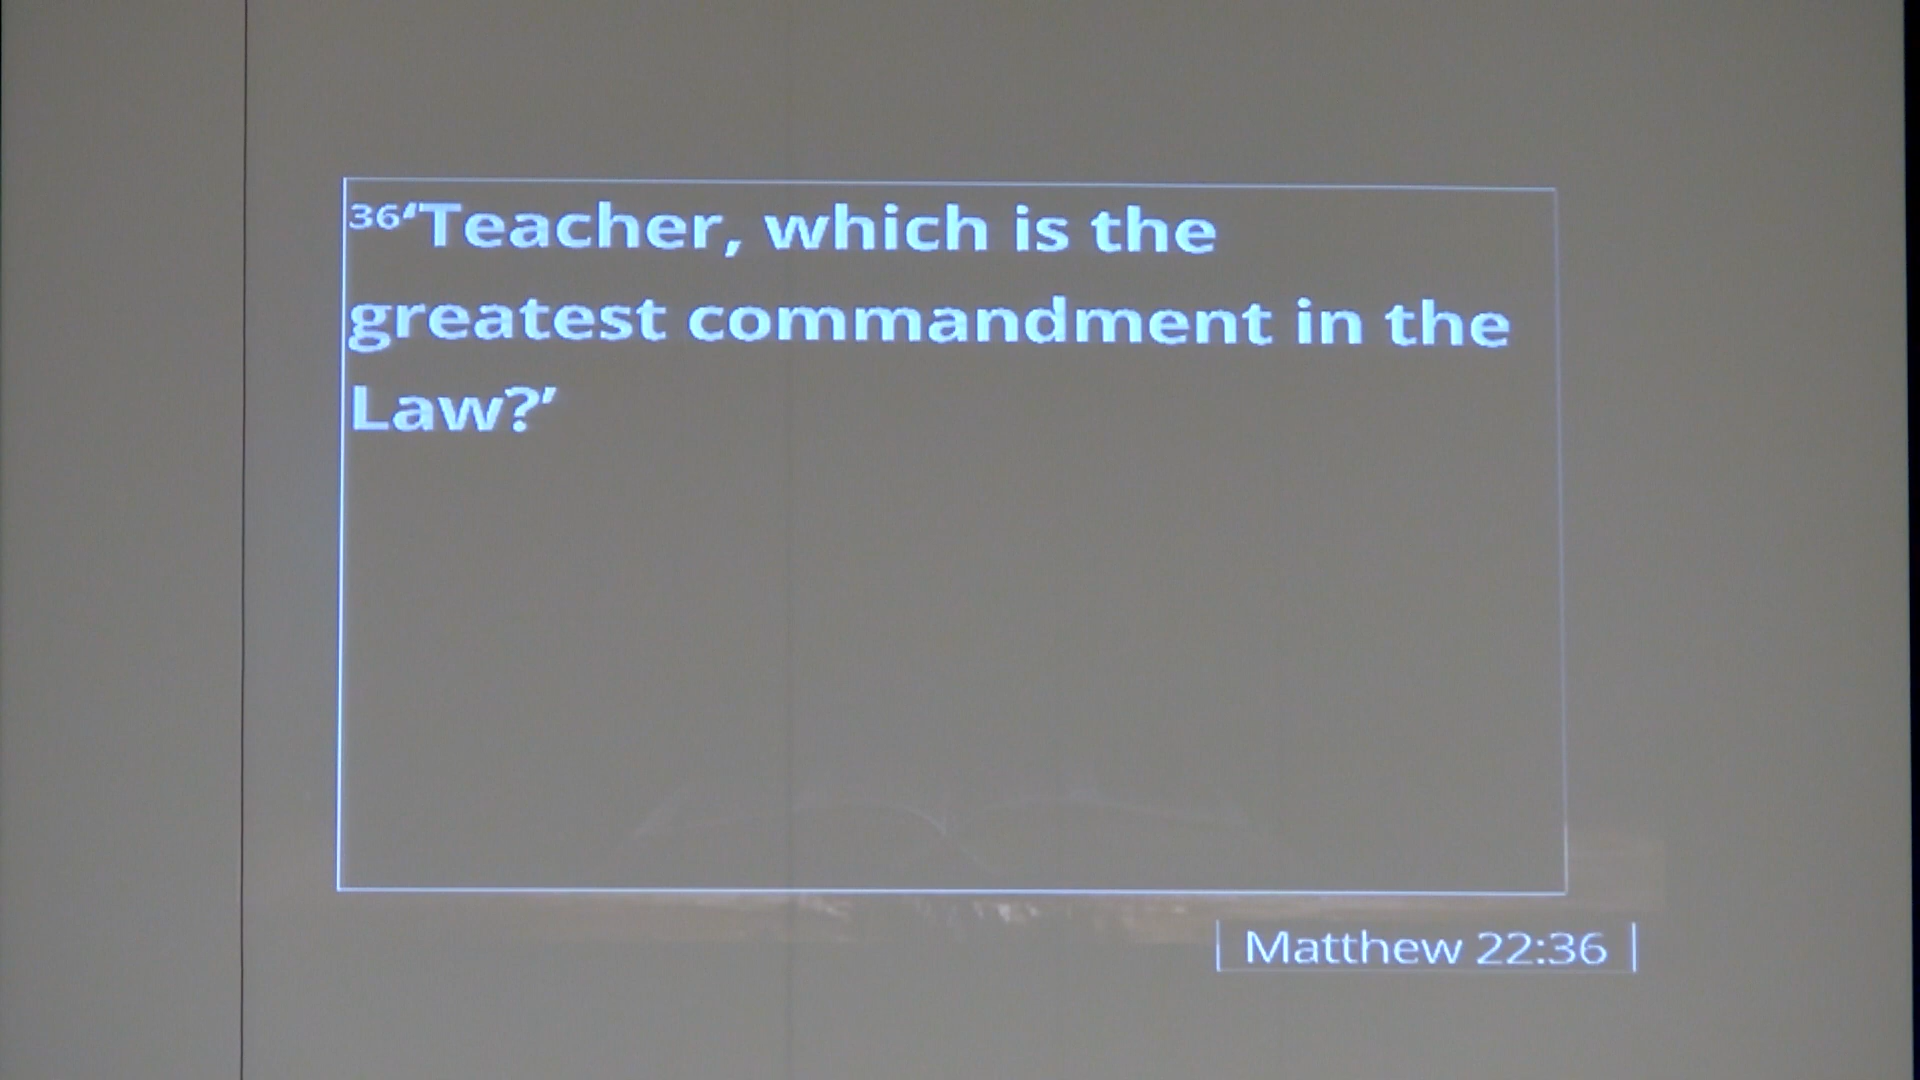 36‘Teacher, which is the
greatest commandment in the
Law?’
Matthew 22:36